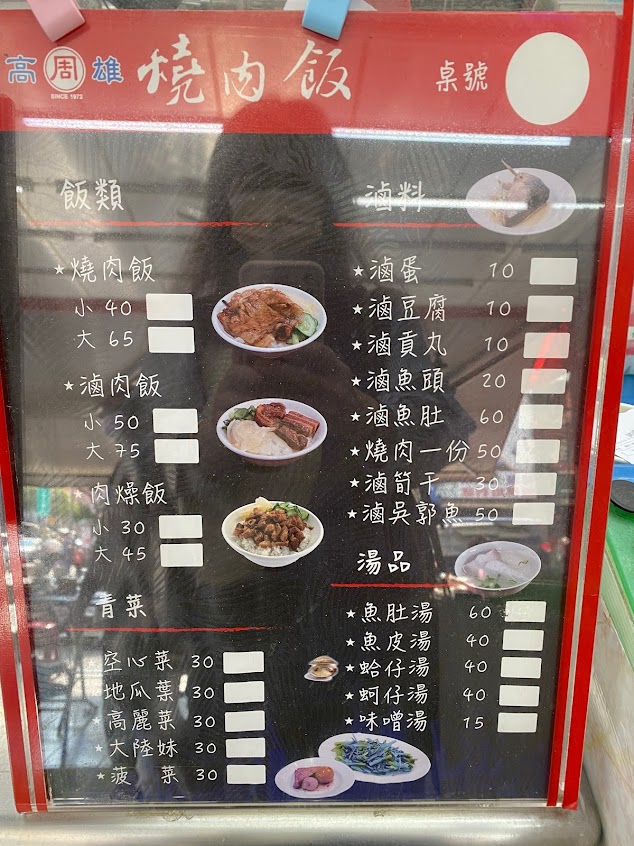 高 周 雄 燒肉飯 桌號
SINCE 1973
飯類
★燒肉飯
小 40
大 65
★滷肉飯
小 50
大 75
★肉燥飯
小 30
大 45
青菜
★空心菜 30
★地瓜葉 30
★高麗菜 30
★大陸妹 30
★菠 菜 30
滷料
★滷蛋 10
★滷豆腐 10
★滷貢丸 10
★滷魚頭 20
★滷魚肚 60
★燒肉一份 50
★滷筍干 30
★滷吳郭魚 50
湯品
★魚肚湯 60
★魚皮湯 40
★蛤仔湯 40
★蚵仔湯 40
★味噌湯 15